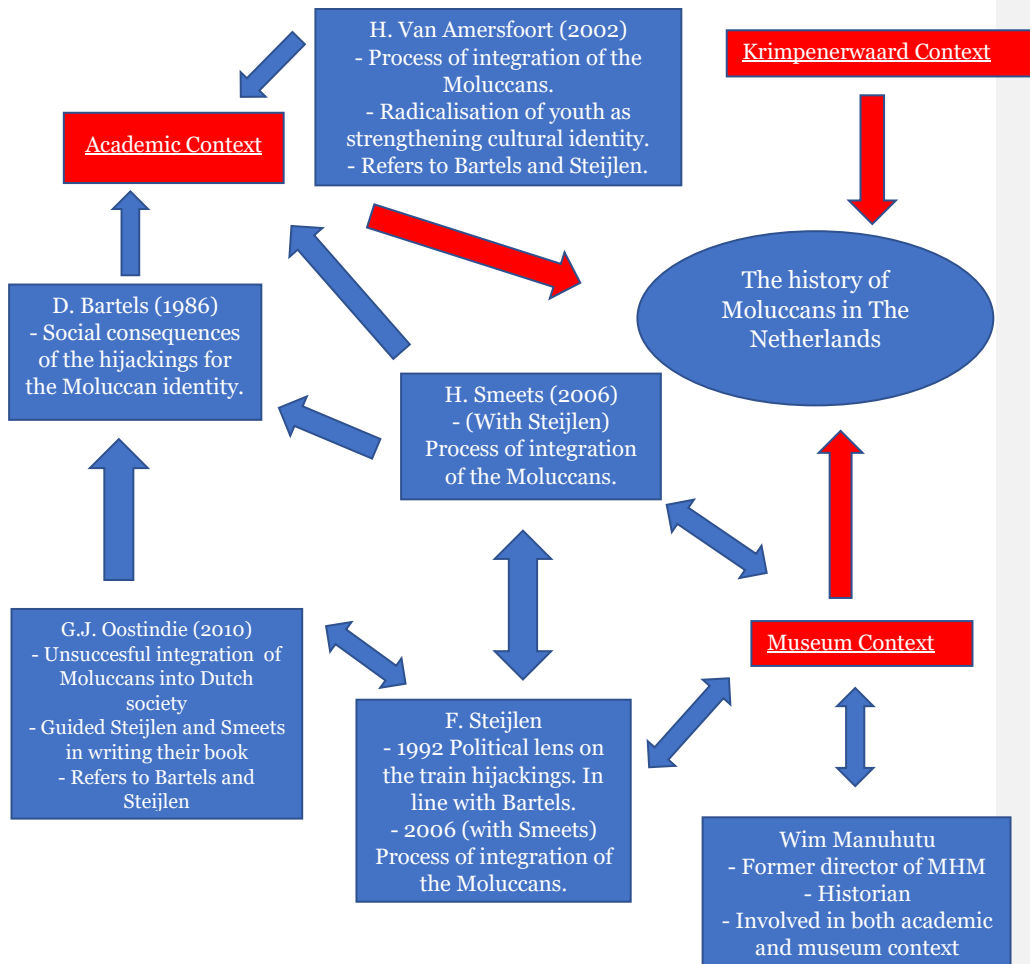 H. Van Amersfoort (2002)
- Process of integration of the
Moluccans.
- Radicalisation of youth as
strengthening cultural identity.
- Refers to Bartels and Steijlen.
Krimpenerwaard Context
Academic Context
The history of
Moluccans in The
Netherlands
D. Bartels (1986)
- Social consequences
of the hijackings for
the Moluccan identity.
H. Smeets (2006)
- (With Steijlen)
Process of integration
of the Moluccans.
G.J. Oostindie (2010)
- Unsuccesful integration of
Moluccans into Dutch
society
- Guided Steijlen and Smeets
in writing their book
- Refers to Bartels and
Steijlen
Museum Context
F. Steijlen
- 1992 Political lens on
the train hijackings. In
line with Bartels.
- 2006 (with Smeets)
Process of integration of
the Moluccans.
Wim Manuhutu
- Former director of MHM
- Historian
- Involved in both academic
and museum context